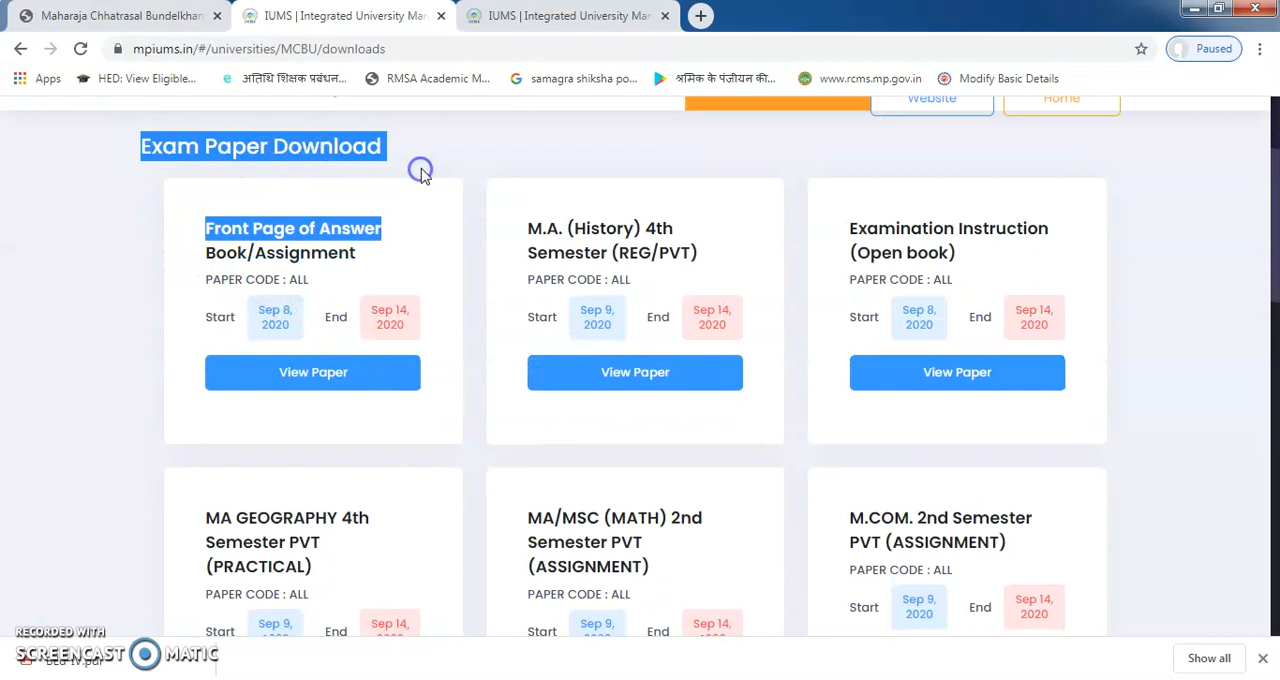 Maharaja Chhatrasal Bundelkhan
IUMS | Integrated University Mar
IUMS | Integrated University Mar
mpiums.in/#/universities/MCBU/downloads
Paused
Apps
HED: View Eligible...
अतिथि शिक्षक पबंधन...
RMSA Academic M...
samagra shiksha po...
श्रमिक के पंजीयन की...
www.rcms.mp.gov.in
Modify Basic Details
Website
Home
Exam Paper Download
Front Page of Answer
Book/Assignment
PAPER CODE : ALL
Start
Sep 8,
2020
End
Sep 14,
2020
View Paper
M.A. (History) 4th
Semester (REG/PVT)
PAPER CODE : ALL
Start
Sep 9,
2020
End
Sep 14,
2020
View Paper
Examination Instruction
(Open book)
PAPER CODE : ALL
Start
Sep 8,
2020
End
Sep 14,
2020
View Paper
MA GEOGRAPHY 4th
Semester PVT
(PRACTICAL)
PAPER CODE : ALL
Start
Sep 9,
End
Sep 14,
MA/MSC (MATH) 2nd
Semester PVT
(ASSIGNMENT)
PAPER CODE : ALL
Start
Sep 9,
End
Sep 14,
M.COM. 2nd Semester
PVT (ASSIGNMENT)
PAPER CODE : ALL
Start
Sep 9,
2020
End
Sep 14,
2020
RECORDED WITH
SCREENCAST MATIC
Show all